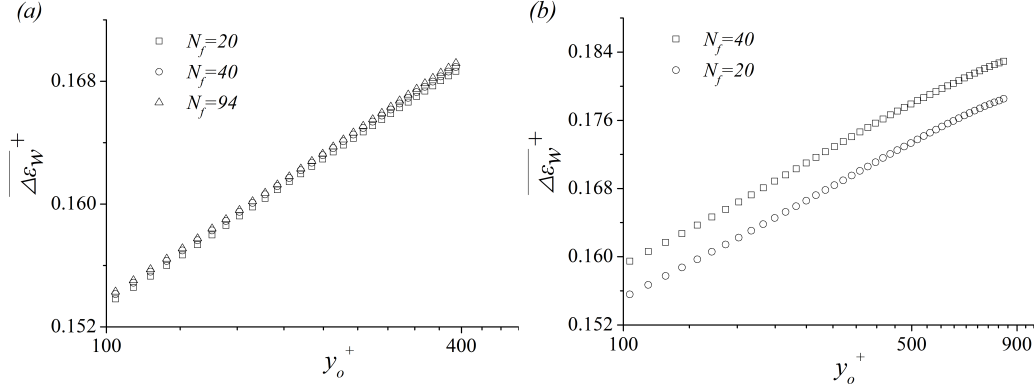 (a)
N_f=20
N_f=40
N_f=94
0.168
0.160
0.152
Δε_W^+
100
400
y_o^+
(b)
N_f=40
N_f=20
0.184
0.176
0.168
0.160
0.152
Δε_W^+
100
500
900
y_o^+